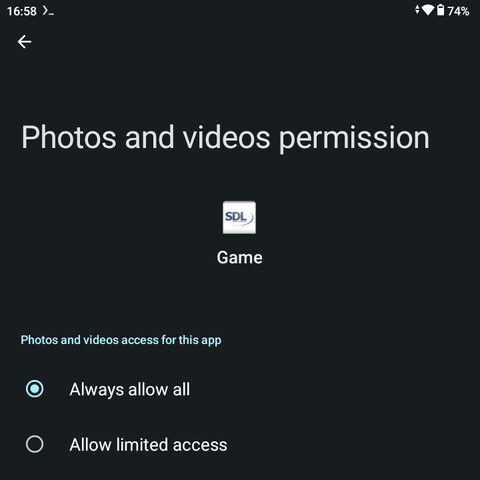 16:58 74%
Photos and videos permission
SDL
Game
Photos and videos access for this app
Always allow all
Allow limited access